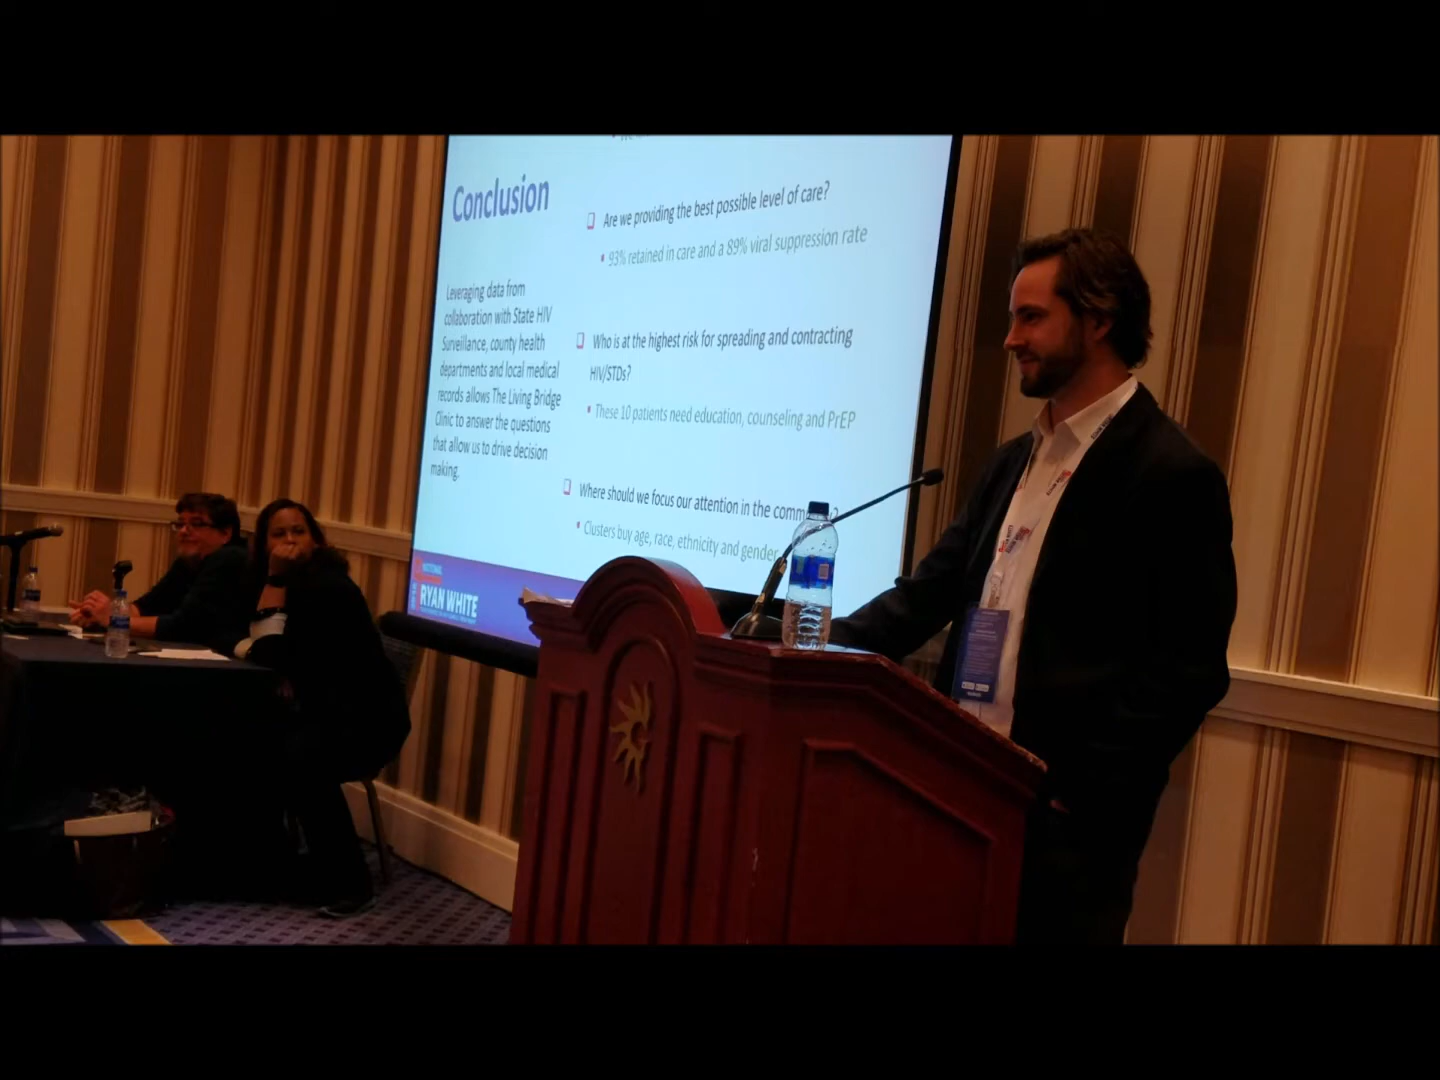 Conclusion
Leveraging data from
collaboration with State HIV
Surveillance, county health
departments and local medical
records allows The Living Bridge
Clinic to answer the questions
that allow us to drive decision
making.
Are we providing the best possible level of care?
93% retained in care and a 89% viral suppression rate
Who is at the highest risk for spreading and contracting
HIV/STDs?
These 10 patients need education, counseling and PrEP
Where should we focus our attention in the
Clusters buy age, race, ethnicity and gender
NATIONAL
RYAN WHITE